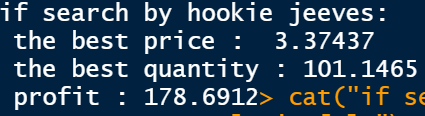 if search by hookie jeeves:
the best price :  3.37437
the best quantity : 101.1465
profit : 178.6912> cat("if se